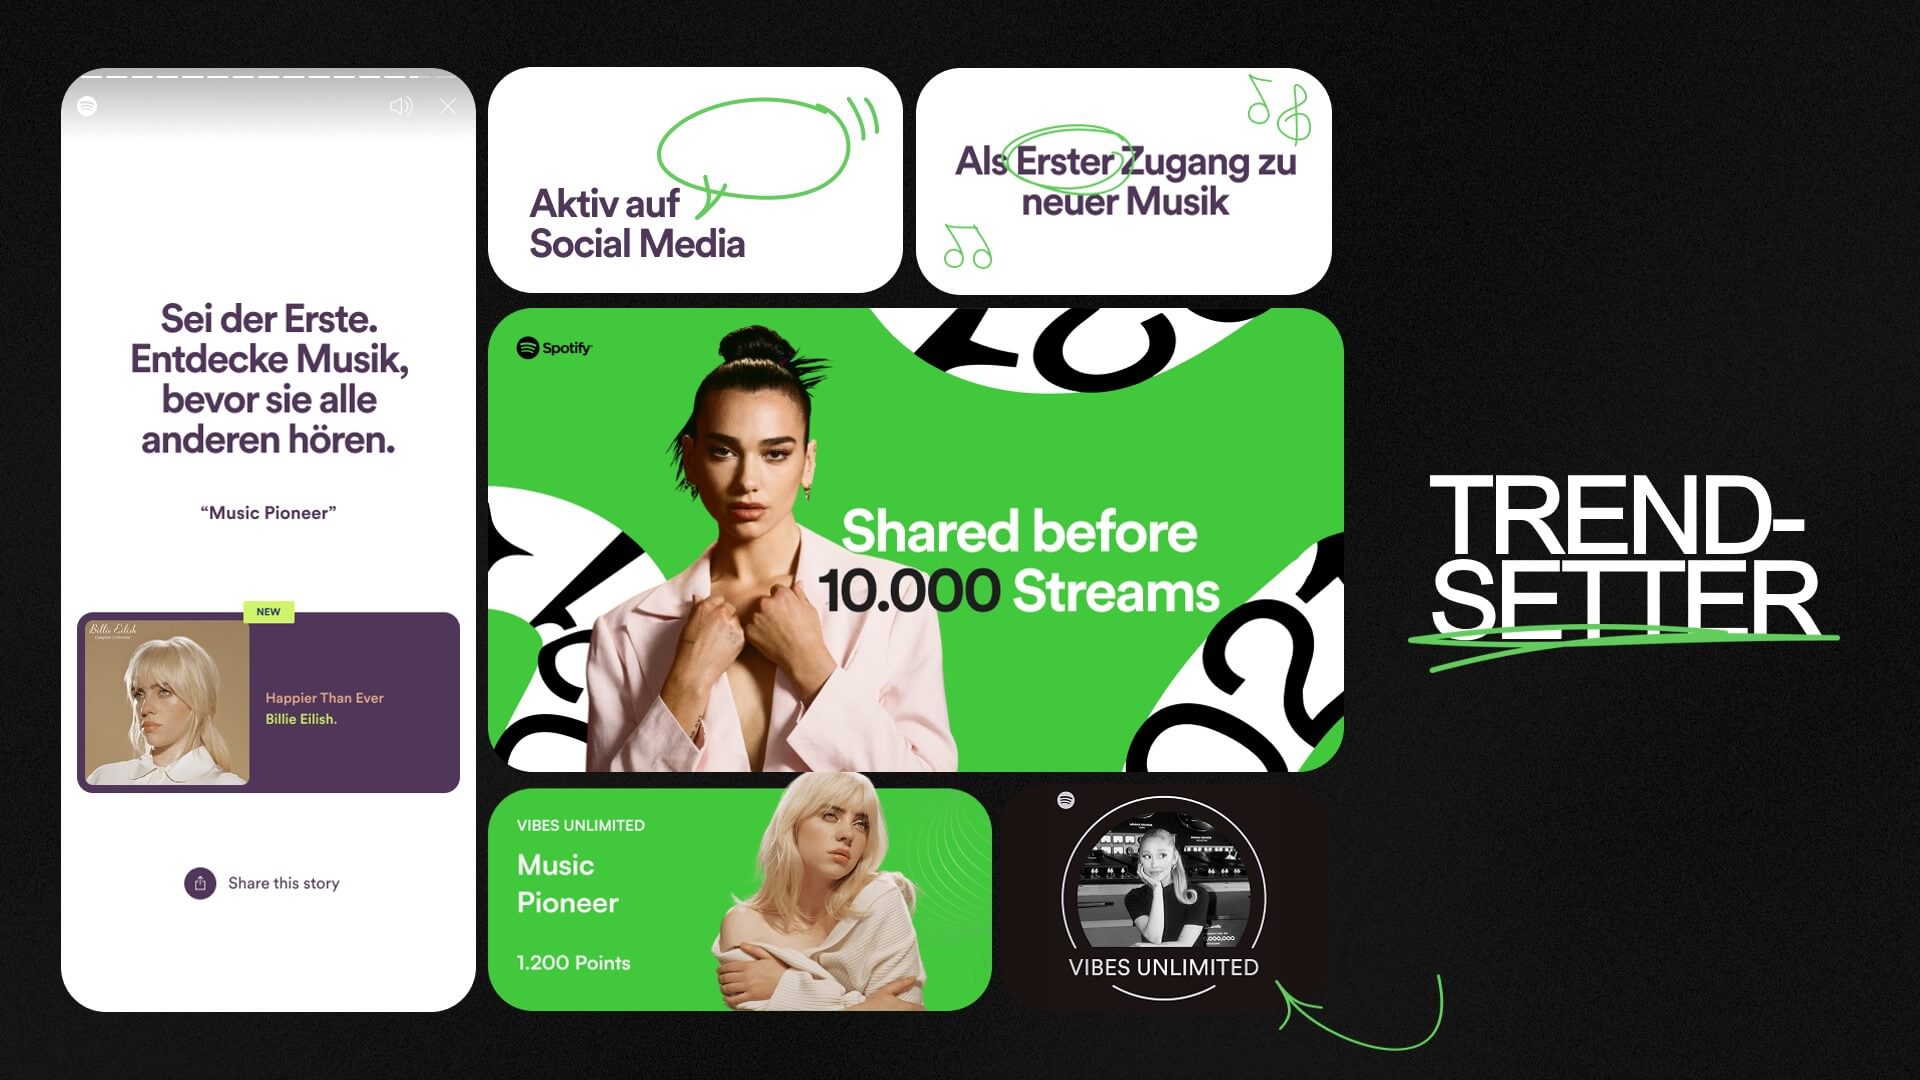 Sei der Erste.
Entdecke Musik,
bevor sie alle
anderen hören.
“Music Pioneer”
NEW
Billie Eilish
Happier Than Ever
Billie Eilish.
Share this story
Aktiv auf
Social Media
Als Erster Zugang zu
neuer Musik
Spotify
Shared before
10.000 Streams
VIBES UNLIMITED
Music
Pioneer
1.200 Points
VIBES UNLIMITED
TREND-
SETTER